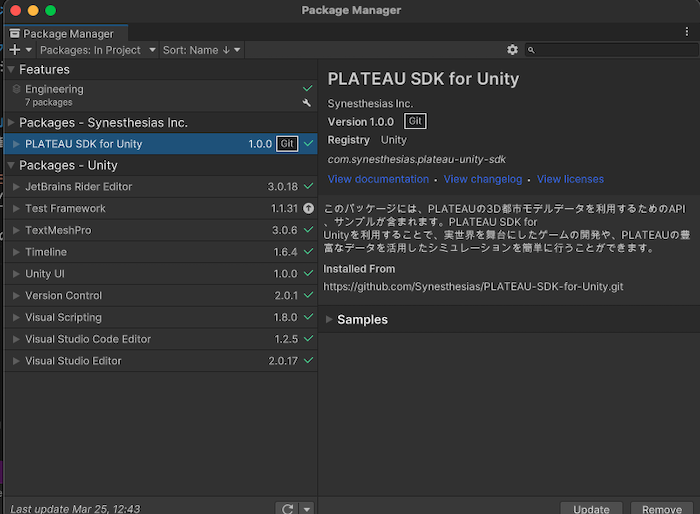 Package Manager
Package Manager
Packages: In Project
Sort: Name ↓
Features
Engineering
7 packages
Packages - Synesthesias Inc.
PLATEAU SDK for Unity 1.0.0 Git
Packages - Unity
JetBrains Rider Editor 3.0.18
Test Framework 1.1.31
TextMeshPro 3.0.6
Timeline 1.6.4
Unity UI 1.0.0
Version Control 2.0.1
Visual Scripting 1.8.0
Visual Studio Code Editor 1.2.5
Visual Studio Editor 2.0.17
Last update Mar 25, 12:43
PLATEAU SDK for Unity
Synesthesias Inc.
Version 1.0.0 Git
Registry Unity
com.synesthesias.plateau-unity-sdk
View documentation • View changelog • View licenses
このパッケージには、PLATEAUの3D都市モデルデータを利用するためのAPI
、サンプルが含まれます。PLATEAU SDK for
Unityを利用することで、実世界を舞台にしたゲームの開発や、PLATEAUの豊
富なデータを活用したシミュレーションを簡単に行うことができます。
Installed From
https://github.com/Synesthesias/PLATEAU-SDK-for-Unity.git
Samples
Update
Remove